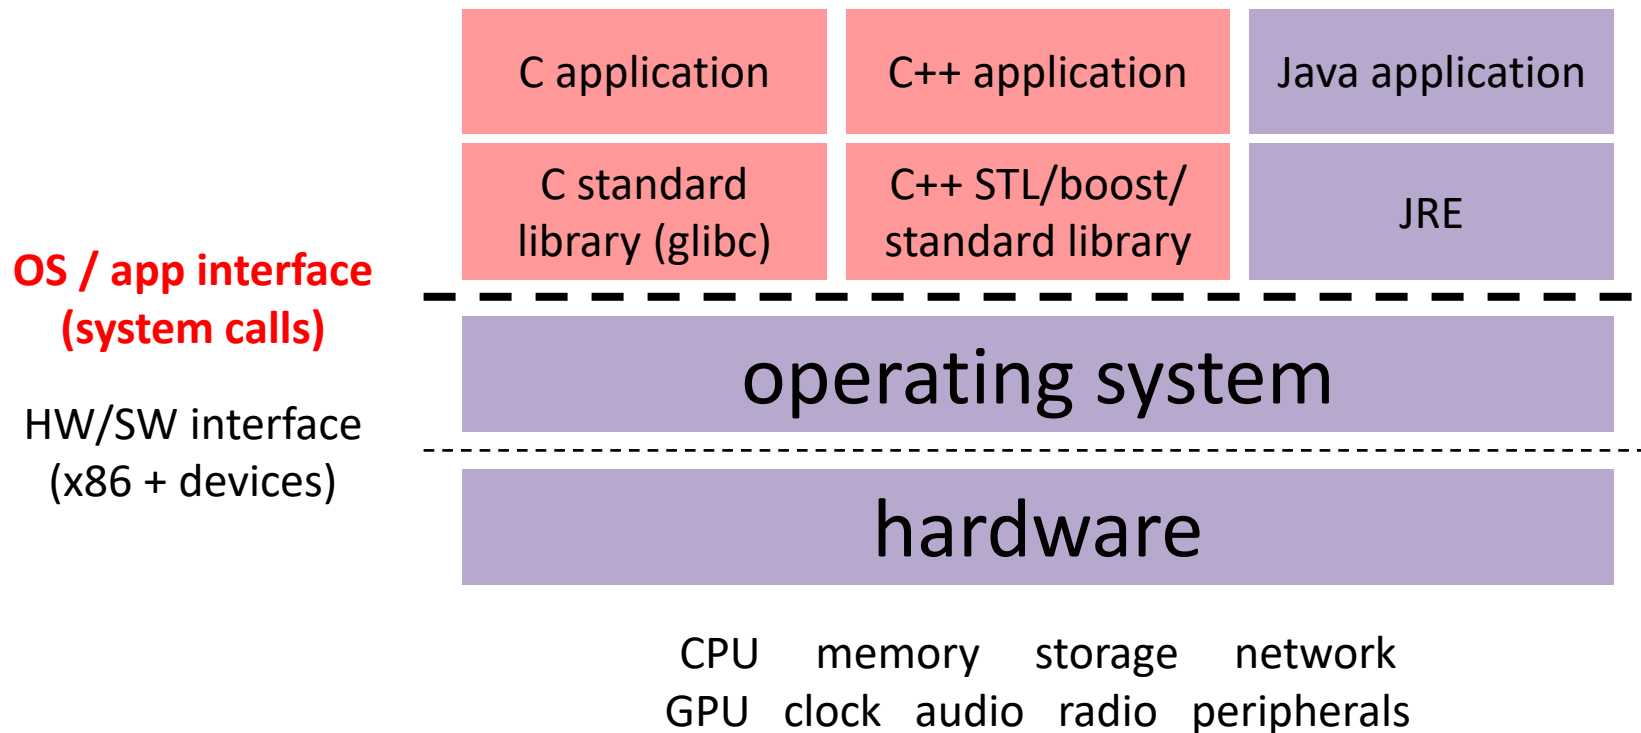 C application
C++ application
Java application
C standard
library (glibc)
C++ STL/boost/
standard library
JRE
OS / app interface
(system calls)
operating system
HW/SW interface
(x86 + devices)
hardware
CPU memory storage network
GPU clock audio radio peripherals